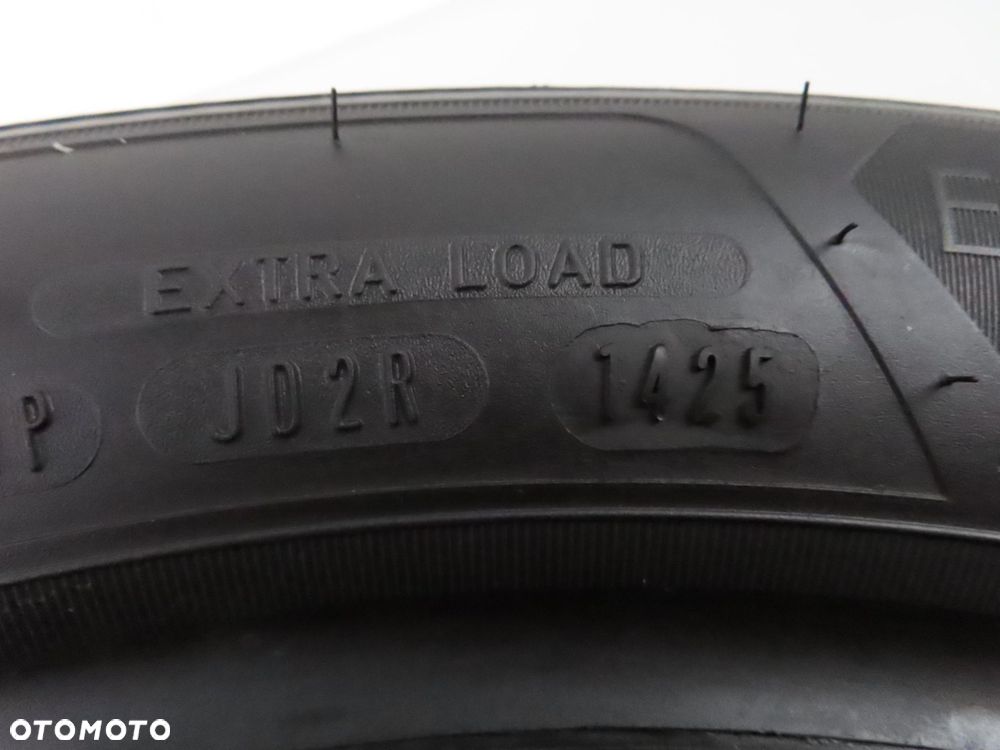 EXTRA LOAD
P JD2R 1425
OTOMOTO